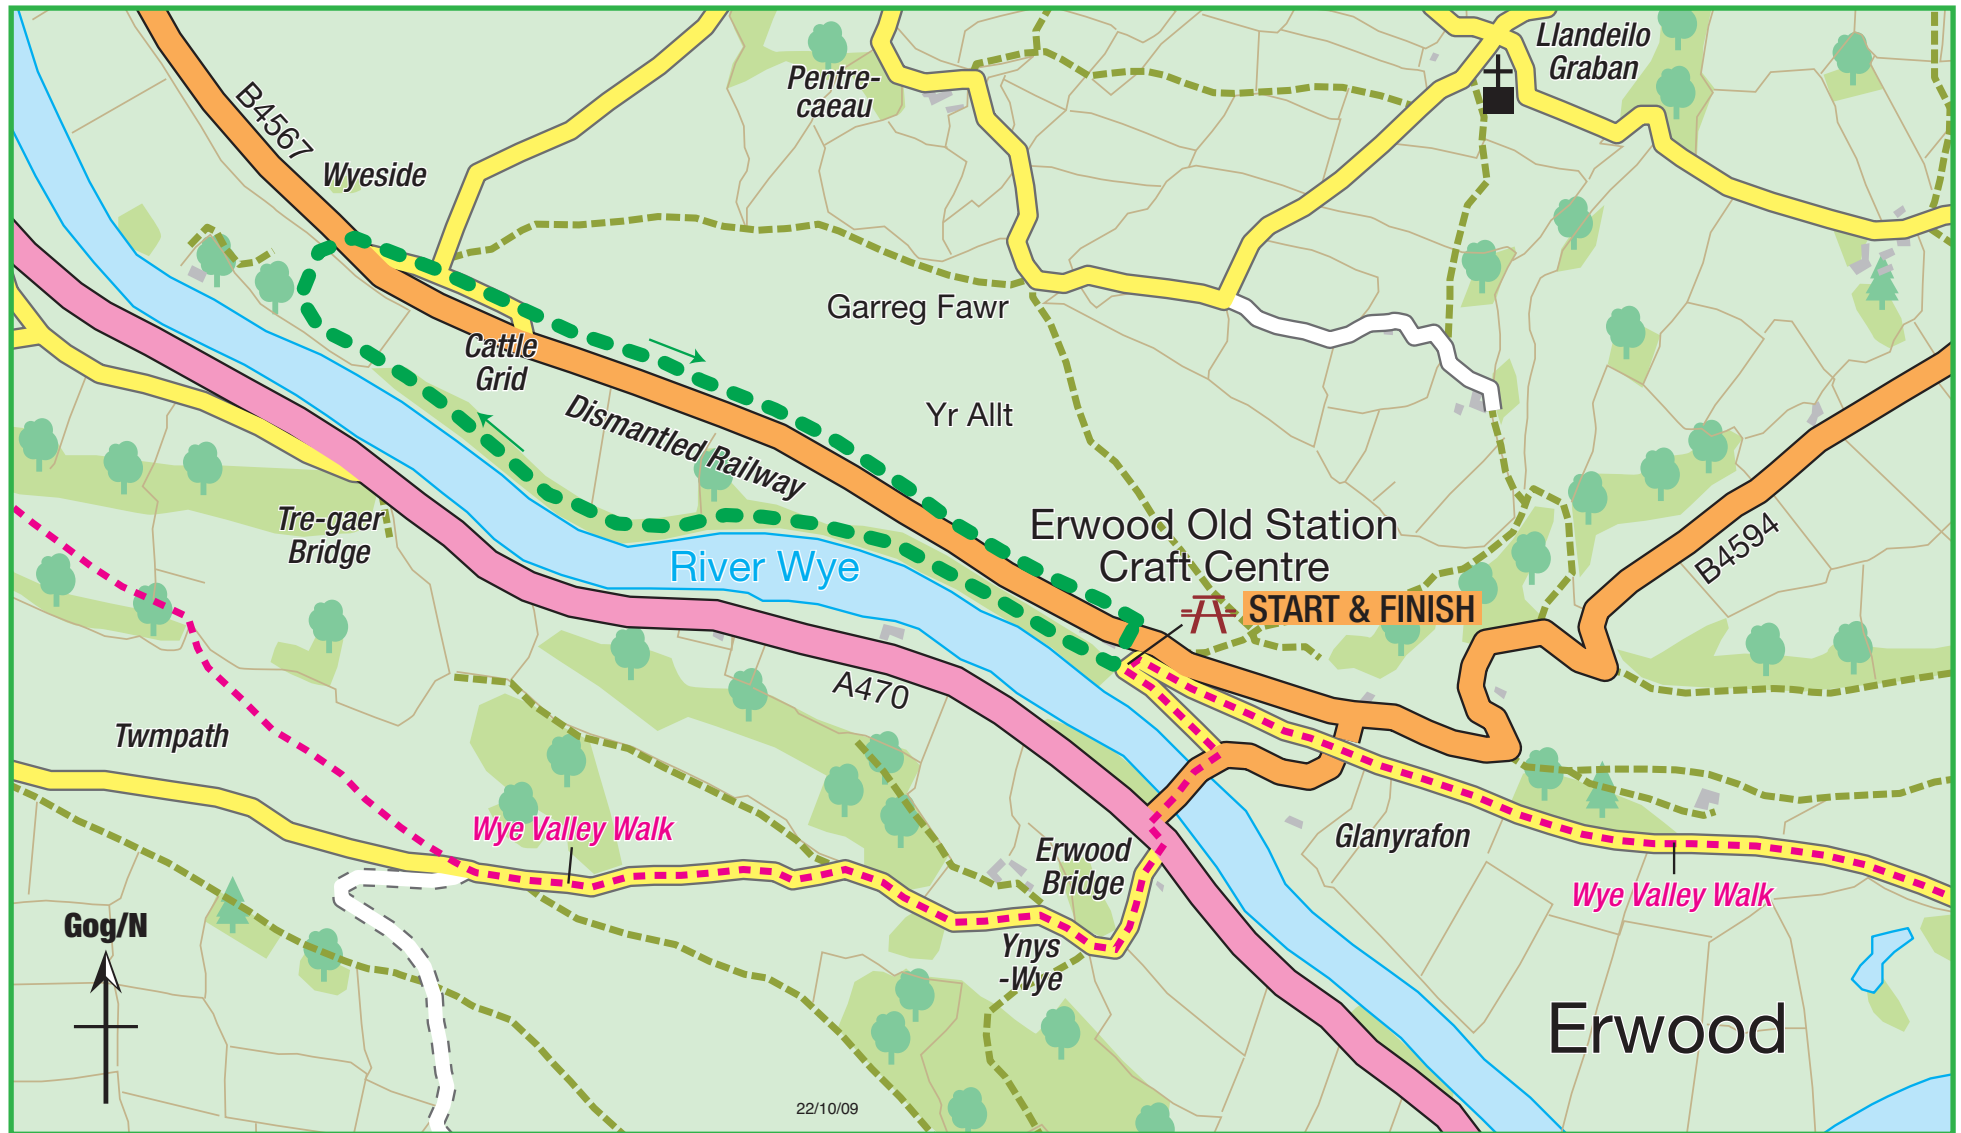 Llandeilo
Graban
Pentre-
caeau
B4567
Wyeside
Garreg Fawr
Cattle
Grid
Yr Allt
Dismantled Railway
Tre-gaer
Bridge
Erwood Old Station
Craft Centre
START & FINISH
B4594
River Wye
A470
Twmpath
Wye Valley Walk
Erwood
Bridge
Glanyrafon
Wye Valley Walk
Gog/N
Ynys
-Wye
Erwood
22/10/09